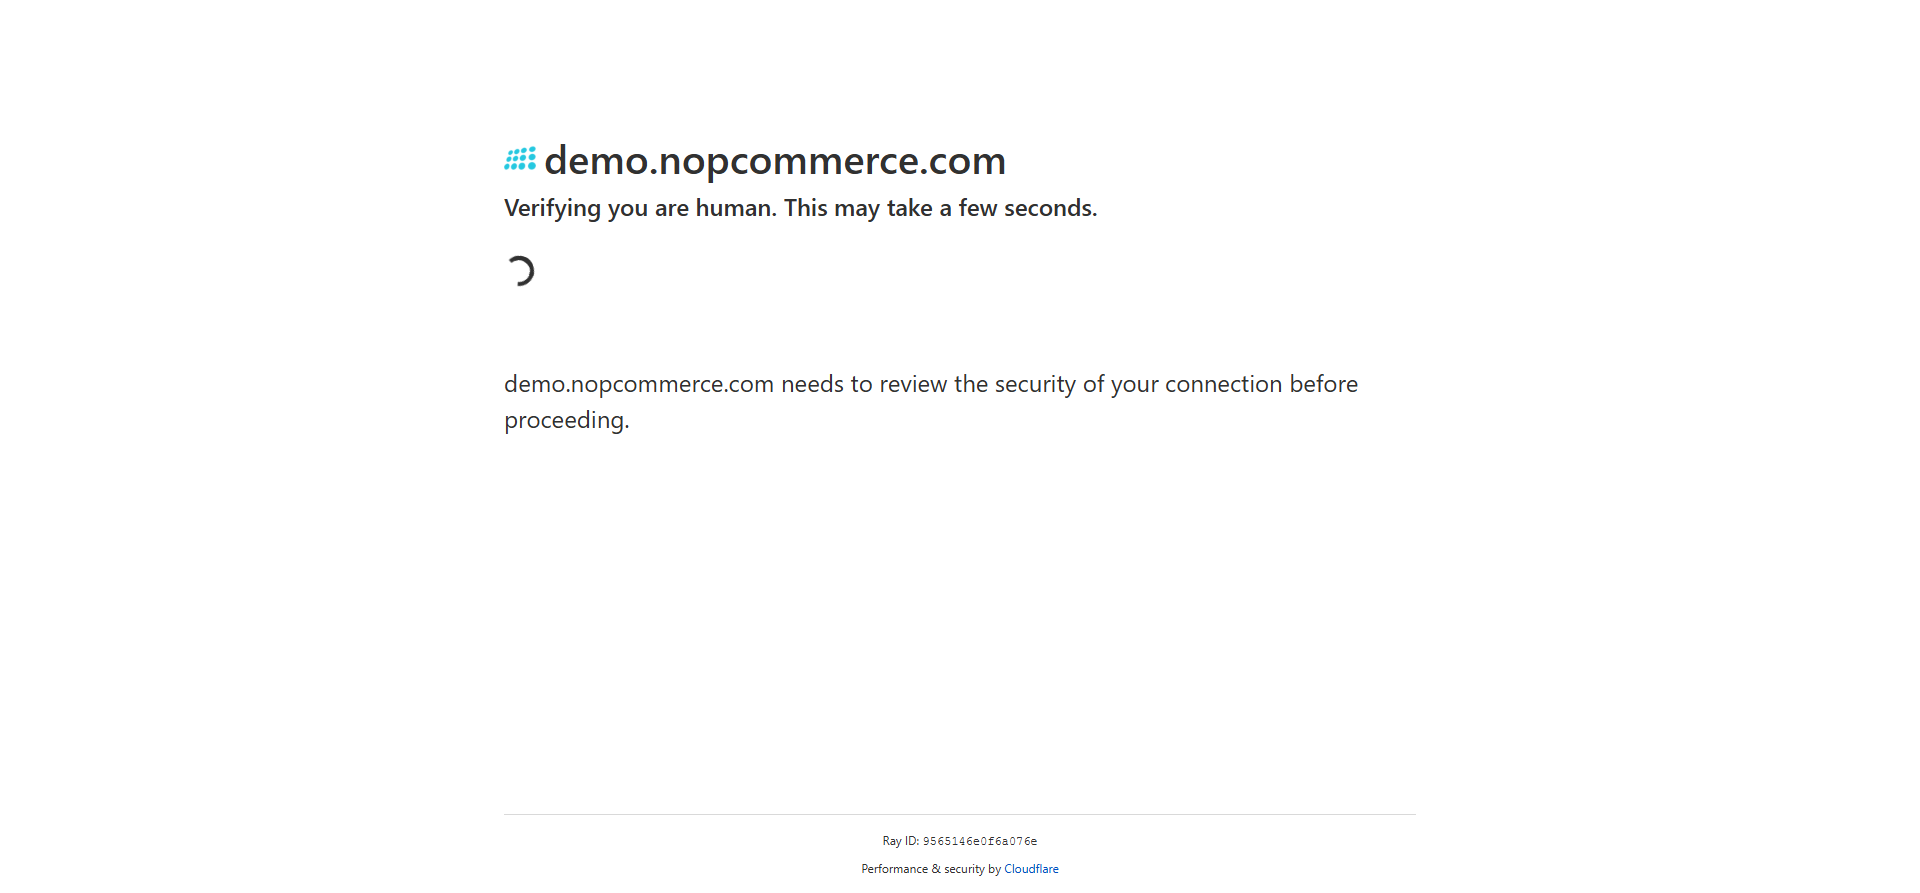 demo.nopcommerce.com
Verifying you are human. This may take a few seconds.
demo.nopcommerce.com needs to review the security of your connection before
proceeding.
Ray ID: 9565146e0f6a076e
Performance & security by Cloudflare